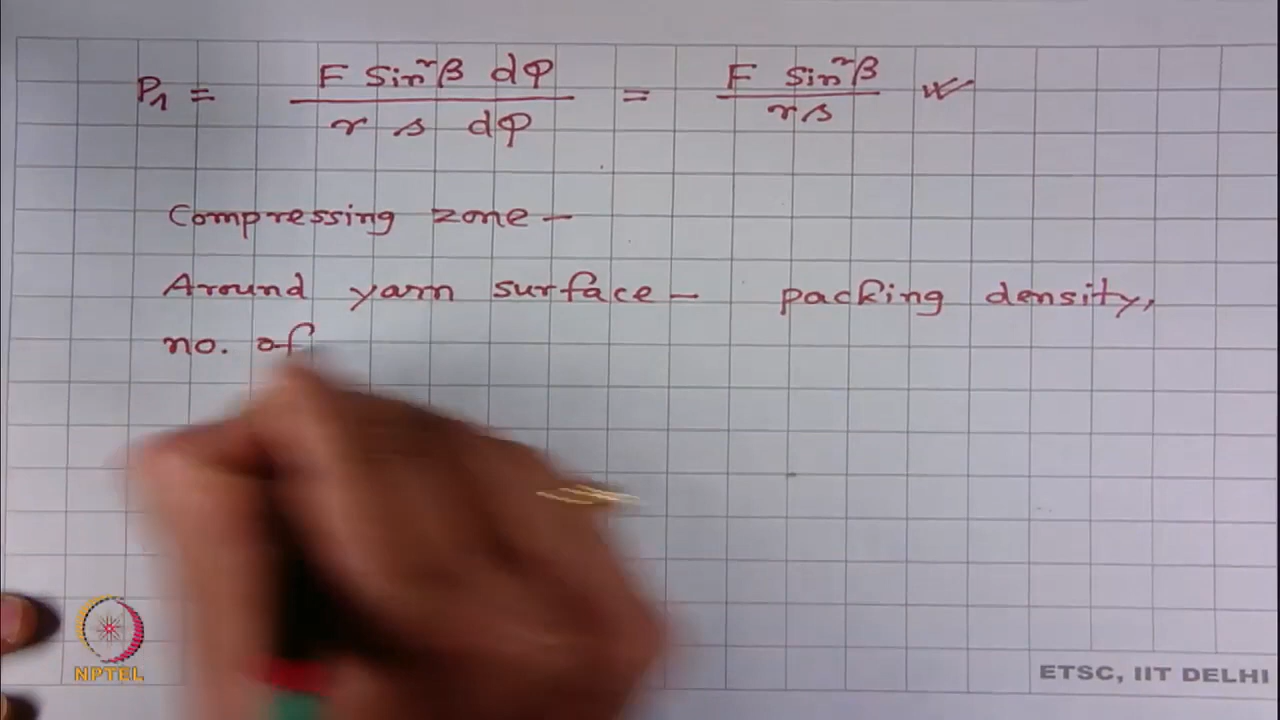 P1 = F Sin²β dφ / r s dφ = F Sin²β / r s
Compressing zone –
Around yarn surface – packing density,
no. of
NPTEL
ETSC, IIT DELHI